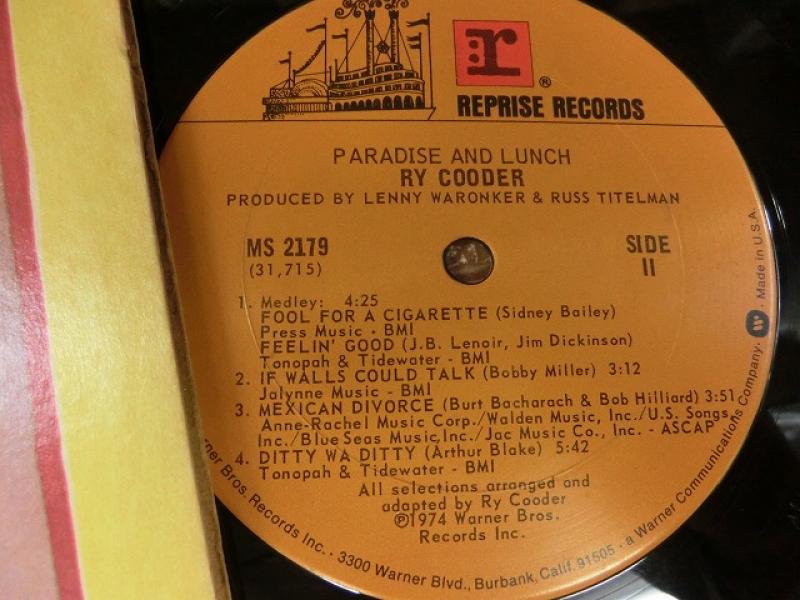 r
®
REPRISE RECORDS
PARADISE AND LUNCH
RY COODER
PRODUCED BY LENNY WARONKER & RUSS TITELMAN
MS 2179
SIDE
(31,715)
II
1. Medley: 4:25
FOOL FOR A CIGARETTE (Sidney Bailey)
Press Music - BMI
FEELIN' GOOD (J.B. Lenoir, Jim Dickinson)
Tonopah & Tidewater - BMI
2. IF WALLS COULD TALK (Bobby Miller) 3:12
Jalynne Music - BMI
3. MEXICAN DIVORCE (Burt Bacharach & Bob Hilliard) 3:51
Anne-Rachel Music Corp./Walden Music, Inc./U.S. Songs,
Inc./Blue Seas Music,Inc./Jac Music Co., Inc. - ASCAP
4. DITTY WA DITTY (Arthur Blake) 5:42
Tonopah & Tidewater - BMI
All selections arranged and
adapted by Ry Cooder
℗1974 Warner Bros.
Records Inc.
rner Bros. Records Inc. · 3300 Warner Blvd., Burbank, Calif. 91505 · a Warner Communications Company. Made in U.S.A.